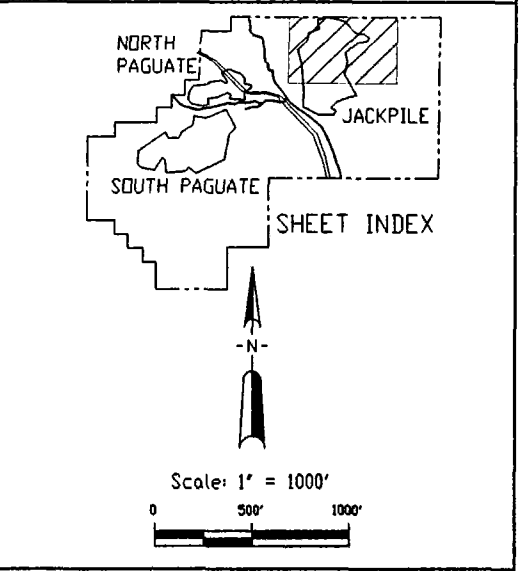 NORTH
PAGUATE
JACKPILE
SOUTH PAGUATE
SHEET INDEX
-N-
Scale: 1" = 1000'
0 500' 1000'